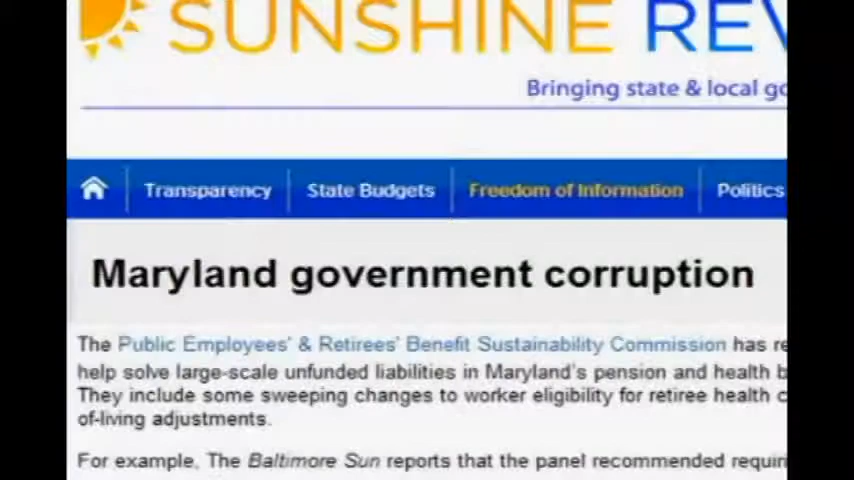 SUNSHINE REV
Bringing state & local go
Transparency State Budgets Freedom of Information Politics
Maryland government corruption
The Public Employees' & Retirees' Benefit Sustainability Commission has re
help solve large-scale unfunded liabilities in Maryland's pension and health b
They include some sweeping changes to worker eligibility for retiree health c
of-living adjustments.
For example, The Baltimore Sun reports that the panel recommended requirin